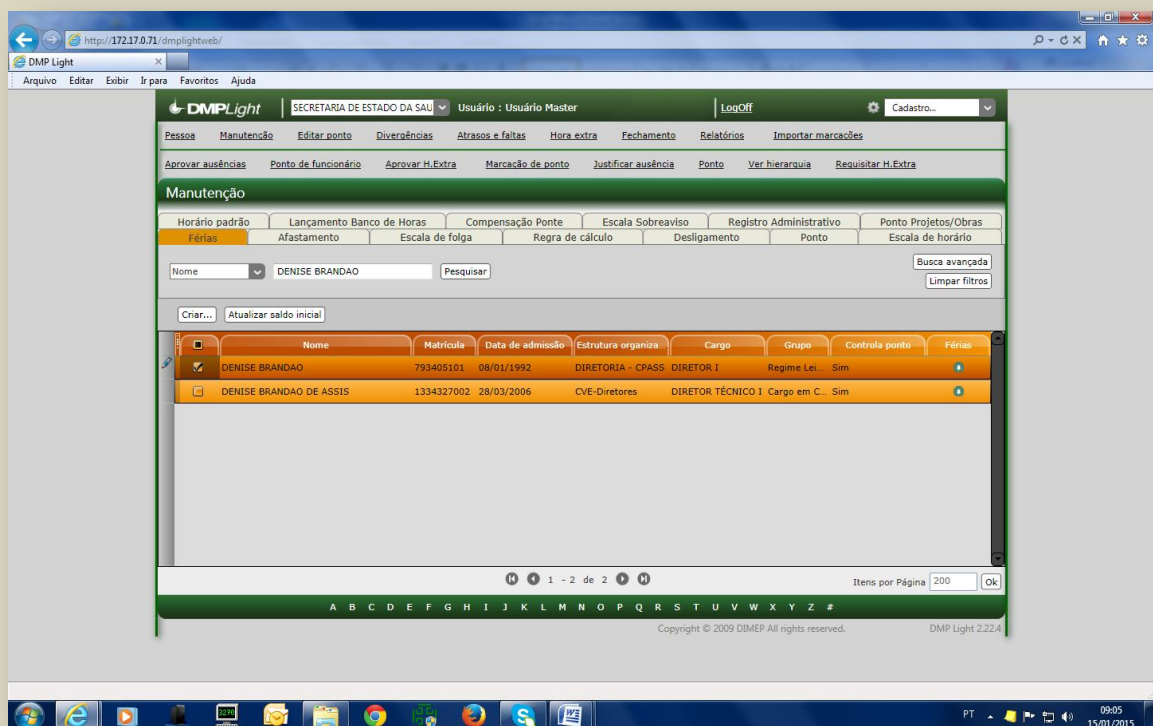 http://172.17.0.71/dmplightweb/
DMP Light
Arquivo Editar Exibir Ir para Favoritos Ajuda
DMPLight SECRETARIA DE ESTADO DA SAU Usuário : Usuário Master LogOff Cadastro...
Pessoa Manutenção Editar ponto Divergências Atrasos e faltas Hora extra Fechamento Relatórios Importar marcações
Aprovar ausências Ponto de funcionário Aprovar H.Extra Marcação de ponto Justificar ausência Ponto Ver hierarquia Requisitar H.Extra
Manutenção
Horário padrão Lançamento Banco de Horas Compensação Ponte Escala Sobreaviso Registro Administrativo Ponto Projetos/Obras
Férias Afastamento Escala de folga Regra de cálculo Desligamento Ponto Escala de horário
Nome DENISE BRANDAO Pesquisar Busca avançada
Limpar filtros
Criar... Atualizar saldo inicial
Nome Matrícula Data de admissão Estrutura organiza... Cargo Grupo Controla ponto Férias
DENISE BRANDAO 793405101 08/01/1992 DIRETORIA - CPASS DIRETOR I Regime Lei... Sim
DENISE BRANDAO DE ASSIS 1334327002 28/03/2006 CVE-Diretores DIRETOR TÉCNICO I Cargo em C... Sim
1 - 2 de 2 Itens por Página 200 Ok
A B C D E F G H I J K L M N O P Q R S T U V W X Y Z #
Copyright © 2009 DIMEP All rights reserved. DMP Light 2.22.4
3270
PT 09:05
15/01/2015